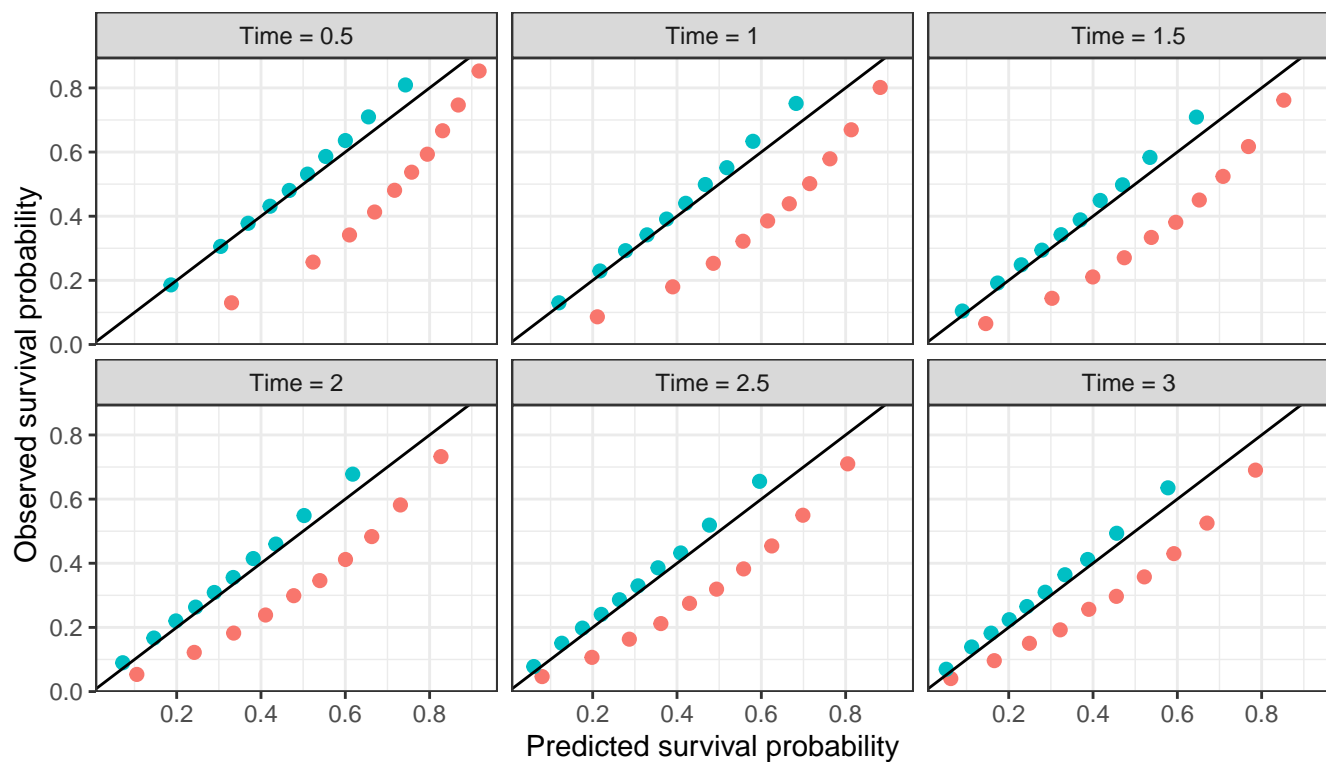 Time = 0.5
Time = 1
Time = 1.5
0.8
0.6
0.4
0.2
0.0
Time = 2
Time = 2.5
Time = 3
0.8
0.6
0.4
0.2
0.0
0.2 0.4 0.6 0.8
0.2 0.4 0.6 0.8
0.2 0.4 0.6 0.8
Observed survival probability
Predicted survival probability